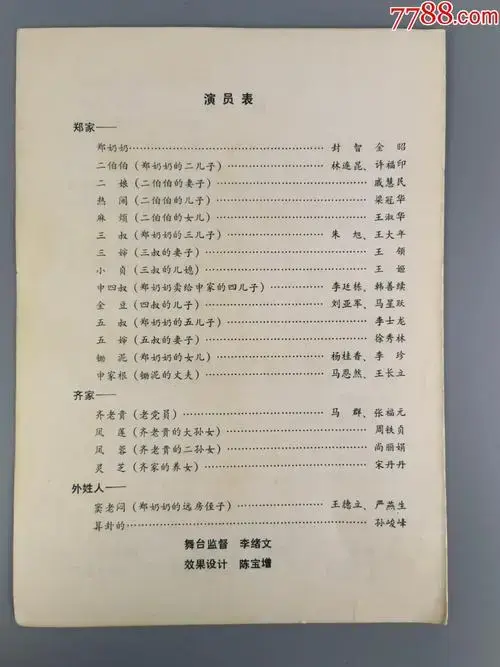 7788.com
演员表
郑家——
郑奶奶……封智、金昭
二伯伯（郑奶奶的二儿子）……林连昆、许福印
二娘（二伯伯的妻子）……戚慧民
热闹（二伯伯的儿子）……梁冠华
麻烦（二伯伯的女儿）……王淑华
三叔（郑奶奶的三儿子）……朱旭、王大年
三婶（三叔的妻子）……王领
小贞（三叔的儿媳）……王姬
申四叔（郑奶奶卖给申家的四儿子）……李廷栋、韩善续
金豆（四叔的儿子）……刘亚军、马星跃
五叔（郑奶奶的五儿子）……李士龙
五婶（五叔的妻子）……徐秀林
锄泥（郑奶奶的女儿）……杨桂香、李珍
申家根（锄泥的丈夫）……马恩然、王长立
齐家——
齐老贵（老党员）……马群、张福元
凤莲（齐老贵的大孙女）……周铁贞
凤蓉（齐老贵的二孙女）……尚丽娟
灵芝（齐家的养女）……宋丹丹
外姓人——
窦老闷（郑奶奶的远房侄子）……王德立、严燕生
算卦的……孙峻峰
舞台监督 李绪文
效果设计 陈宝增